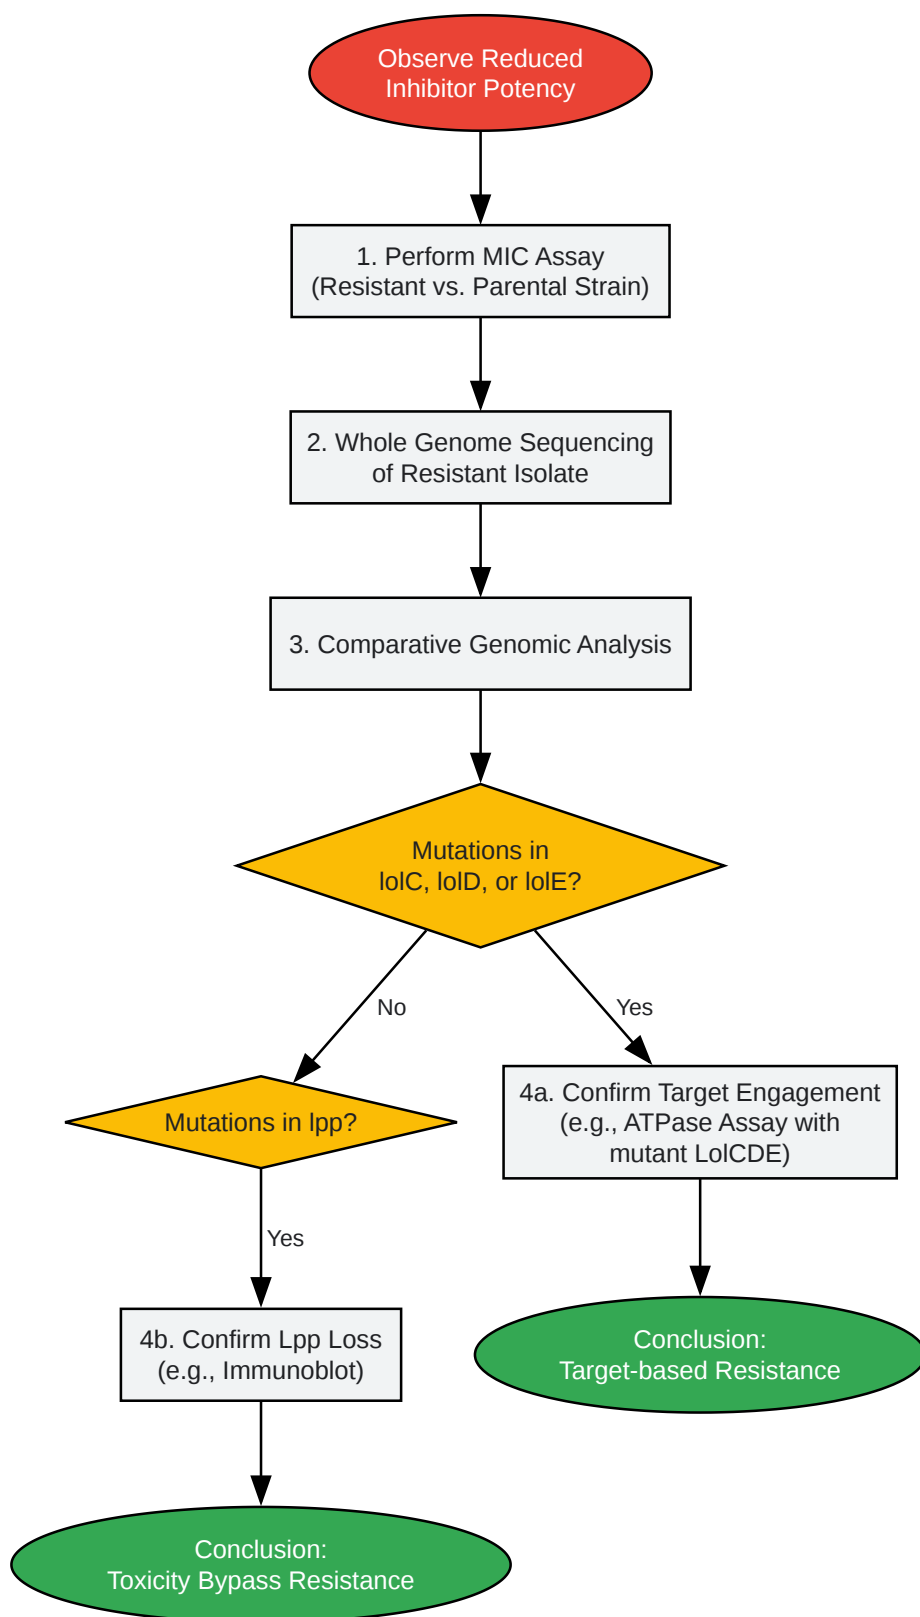 Observe Reduced
Inhibitor Potency
1. Perform MIC Assay
(Resistant vs. Parental Strain)
2. Whole Genome Sequencing
of Resistant Isolate
3. Comparative Genomic Analysis
Mutations in
lolC, lolD, or lolE?
No
Yes
Mutations in lpp?
4a. Confirm Target Engagement
(e.g., ATPase Assay with
mutant LolCDE)
Yes
4b. Confirm Lpp Loss
(e.g., Immunoblot)
Conclusion:
Target-based Resistance
Conclusion:
Toxicity Bypass Resistance